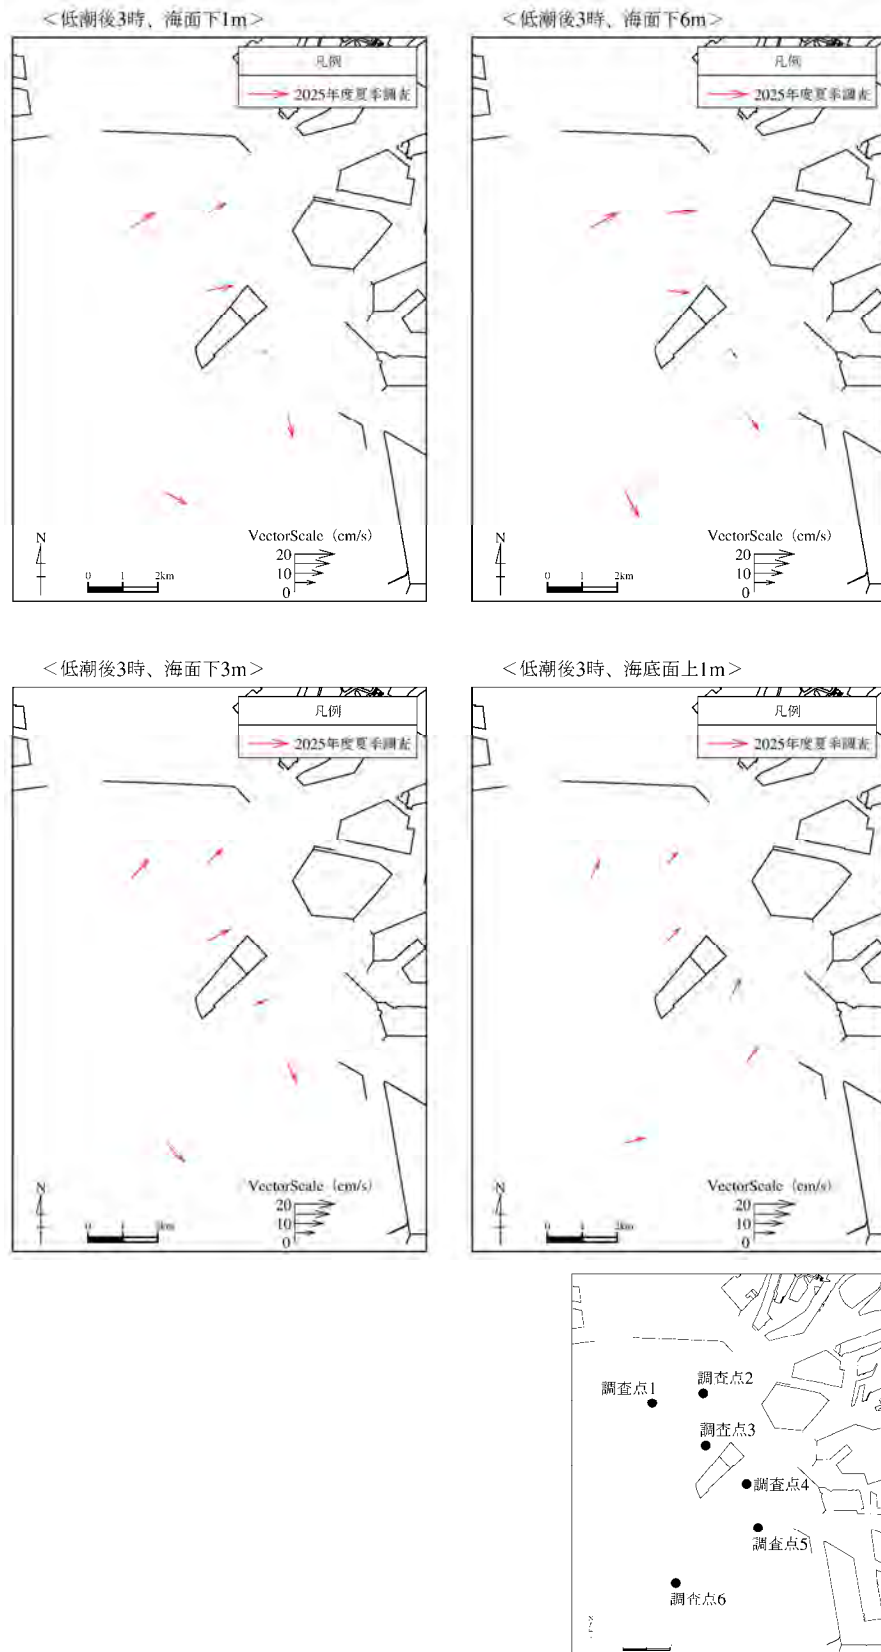 ＜低潮後3時、海面下1m＞
凡例
2025年度夏季調査
N
0 1 2km
VectorScale (cm/s)
20
10
0
＜低潮後3時、海面下6m＞
凡例
2025年度夏季調査
N
0 1 2km
VectorScale (cm/s)
20
10
0
＜低潮後3時、海面下3m＞
凡例
2025年度夏季調査
N
0 1 2km
VectorScale (cm/s)
20
10
0
＜低潮後3時、海底面上1m＞
凡例
2025年度夏季調査
N
0 1 2km
VectorScale (cm/s)
20
10
0
調査点1
調査点2
調査点3
調査点4
調査点5
調査点6